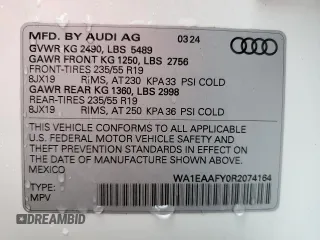 MFD. BY AUDI AG 03:24
GVWR KG 2490, LBS 5489
GAWR FRONT KG 1250, LBS 2756
FRONT-TIRES 235/55 R19
8JX19 RIMS, AT 230 KPA 33 PSI COLD
GAWR REAR KG 1360, LBS 2998
REAR-TIRES 235/55 R19
8JX19 RIMS, AT 250 KPA 36 PSI COLD
THIS VEHICLE CONFORMS TO ALL APPLICABLE
FEDERAL MOTOR VEHICLE SAFETY AND
THEFT PREVENTION STANDARDS IN EFFECT ON
THE DATE OF MANUFACTURE SHOWN ABOVE.
MEXICO
WA1EAAFY0R2074164
TYPE:
MPV
DREAMBID